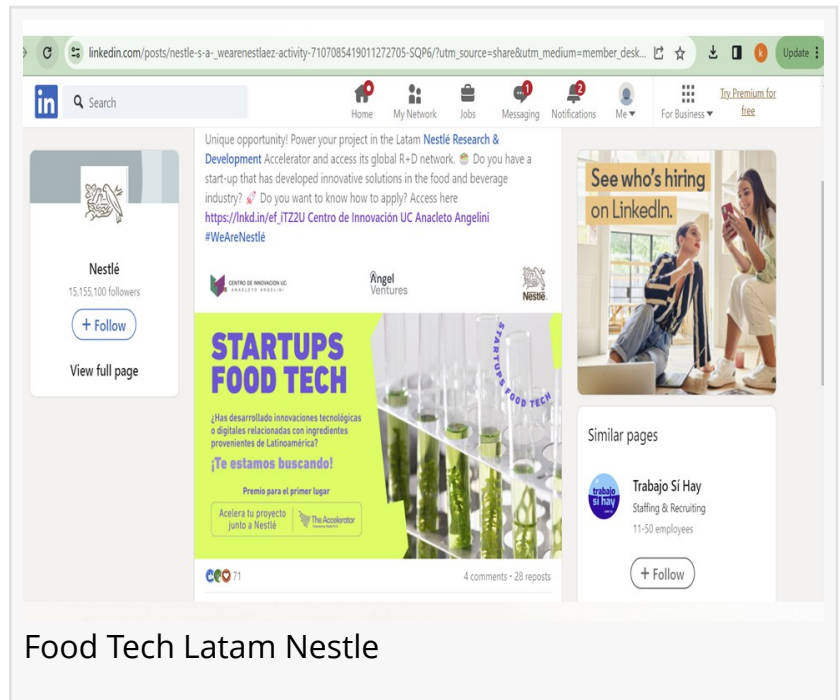 linkedin.com/posts/nestle-s-a-_wearenestlaez-activity-7107085419011272705-SQP6/?utm_source=share&utm_medium=member_desk...
k
Update
in
Search
Home
My Network
Jobs
Messaging
2
Notifications
Me
For Business
Try Premium for
free
Unique opportunity! Power your project in the Latam Nestlé Research &
Development Accelerator and access its global R+D network. Do you have a
start-up that has developed innovative solutions in the food and beverage
industry? Do you want to know how to apply? Access here
https://lnkd.in/ef_iTZ2U Centro de Innovación UC Anacleto Angelini
#WeAreNestlé
Nestlé
15,155,100 followers
+ Follow
View full page
CENTRO DE INNOVACION UC
ANACLETO ANGELINI
Angel
Ventures
Nestlé.
STARTUPS
FOOD TECH
¿Has desarrollado innovaciones tecnológicas
o digitales relacionadas con ingredientes
provenientes de Latinoamérica?
¡Te estamos buscando!
Premio para el primer lugar
Acelera tu proyecto
junto a Nestlé
The Accelerator
STARTUPS FOOD TECH
71
4 comments • 28 reposts
See who's hiring
on LinkedIn.
Similar pages
trabajo
si hay
Trabajo Sí Hay
Staffing & Recruiting
11-50 employees
+ Follow
Food Tech Latam Nestle